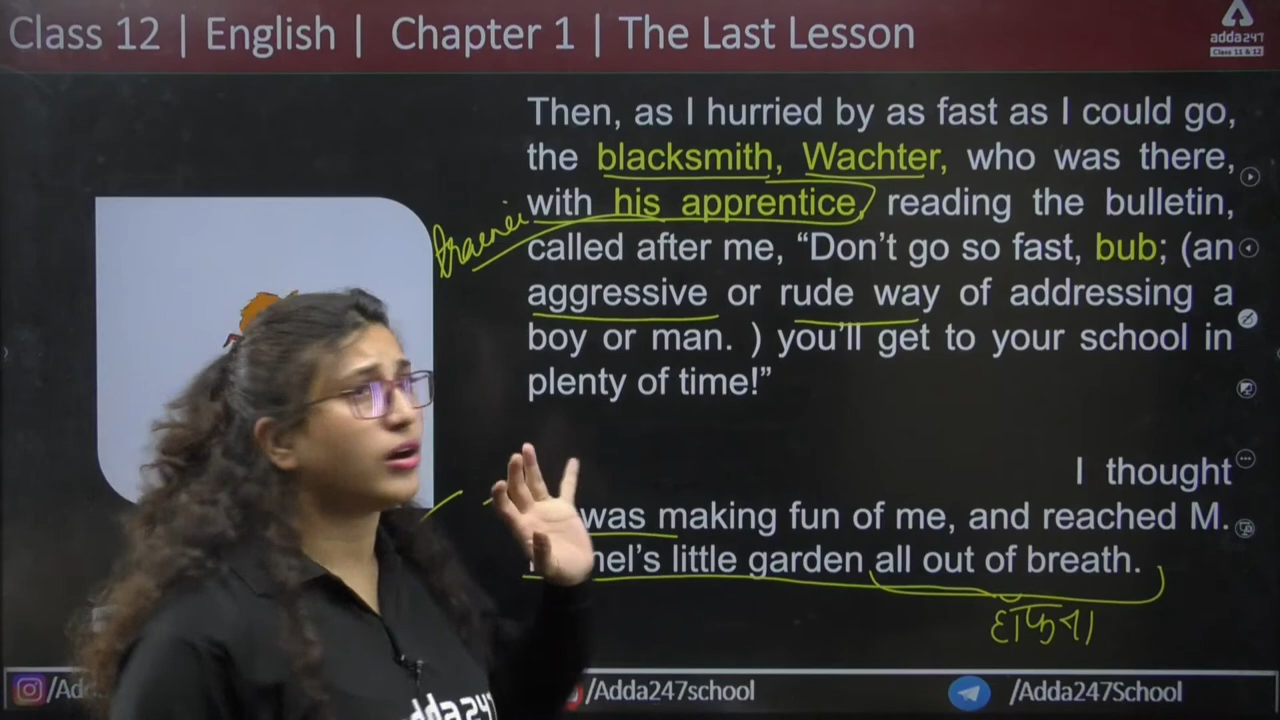 Class 12 | English | Chapter 1 | The Last Lesson
adda247
Class 11 & 12
Then, as I hurried by as fast as I could go,
the blacksmith, Wachter, who was there,
with his apprentice, reading the bulletin,
called after me, “Don’t go so fast, bub; (an
aggressive or rude way of addressing a
boy or man. ) you’ll get to your school in
plenty of time!”
I thought
was making fun of me, and reached M.
nel’s little garden all out of breath.
हाफना
/Add
/Adda247school
/Adda247School
adda247